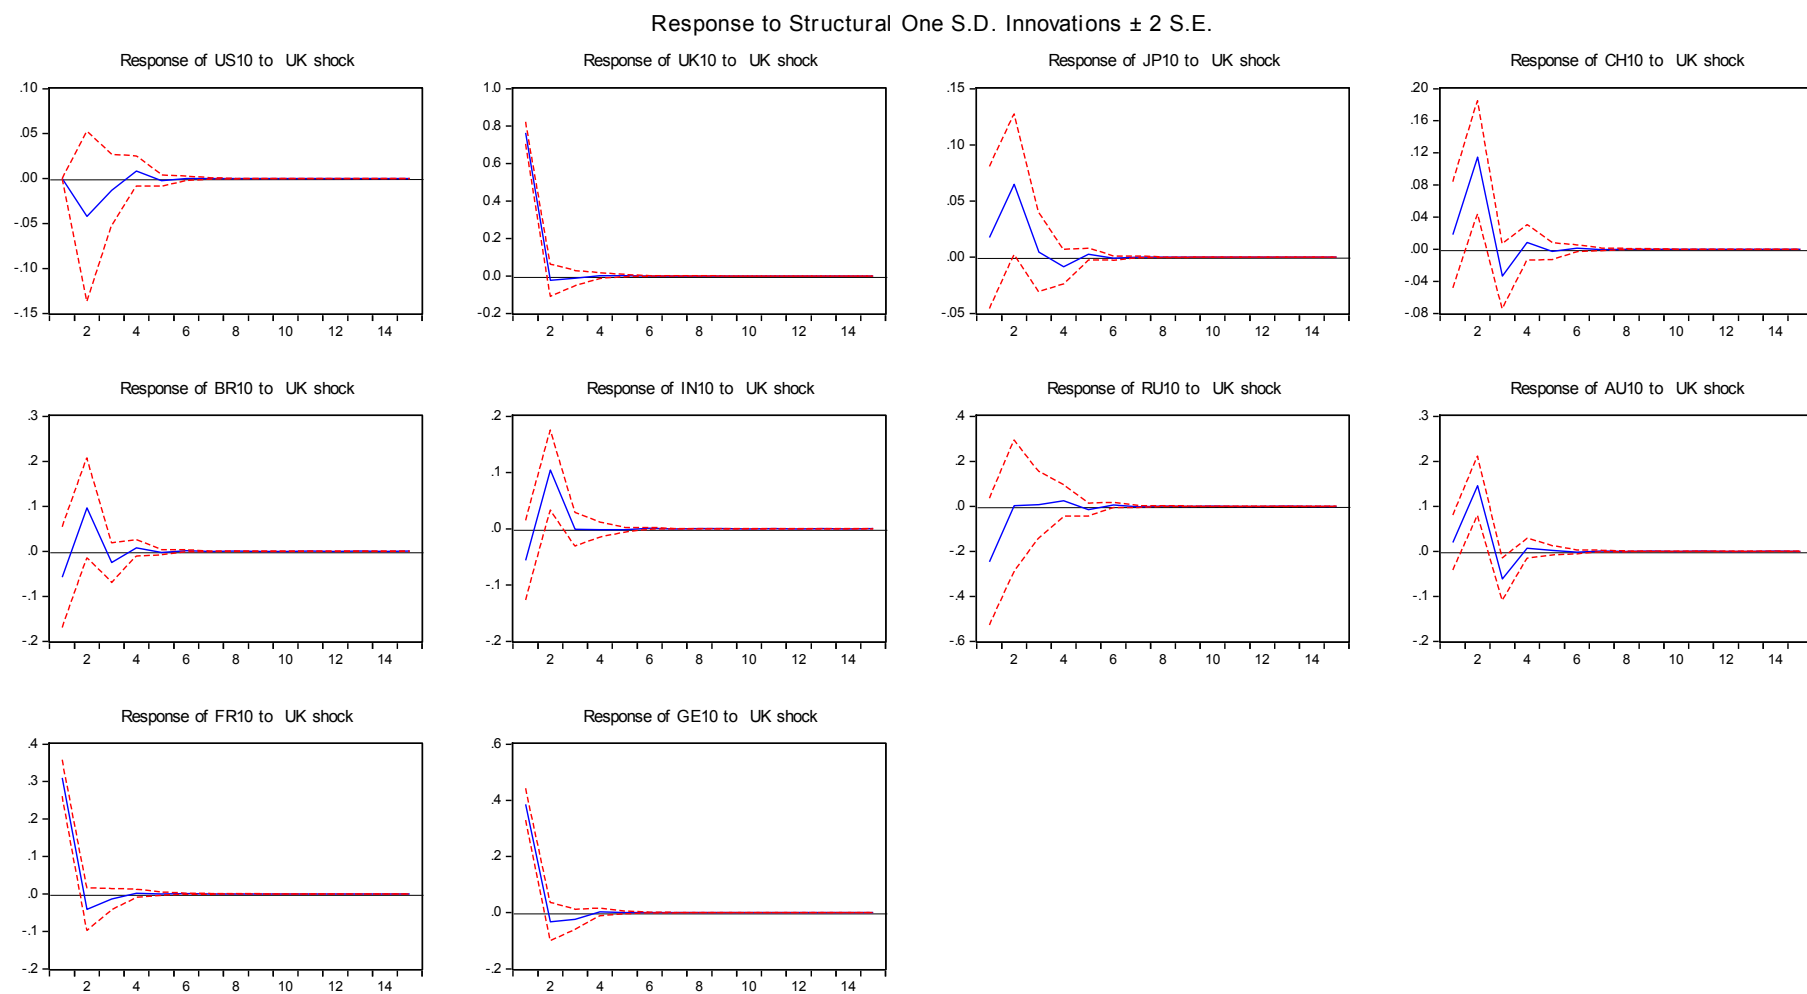 Response to Structural One S.D. Innovations ± 2 S.E.
Response of US10 to UK shock
.10
.05
.00
-.05
-.10
-.15
2 4 6 8 10 12 14
Response of UK10 to UK shock
1.0
0.8
0.6
0.4
0.2
0.0
-0.2
2 4 6 8 10 12 14
Response of JP10 to UK shock
.15
.10
.05
.00
-.05
2 4 6 8 10 12 14
Response of CH10 to UK shock
.20
.16
.12
.08
.04
.00
-.04
-.08
2 4 6 8 10 12 14
Response of BR10 to UK shock
.3
.2
.1
.0
-.1
-.2
2 4 6 8 10 12 14
Response of IN10 to UK shock
.2
.1
.0
-.1
-.2
2 4 6 8 10 12 14
Response of RU10 to UK shock
.4
.2
.0
-.2
-.4
-.6
2 4 6 8 10 12 14
Response of AU10 to UK shock
.3
.2
.1
.0
-.1
-.2
2 4 6 8 10 12 14
Response of FR10 to UK shock
.4
.3
.2
.1
.0
-.1
-.2
2 4 6 8 10 12 14
Response of GE10 to UK shock
.6
.4
.2
.0
-.2
2 4 6 8 10 12 14